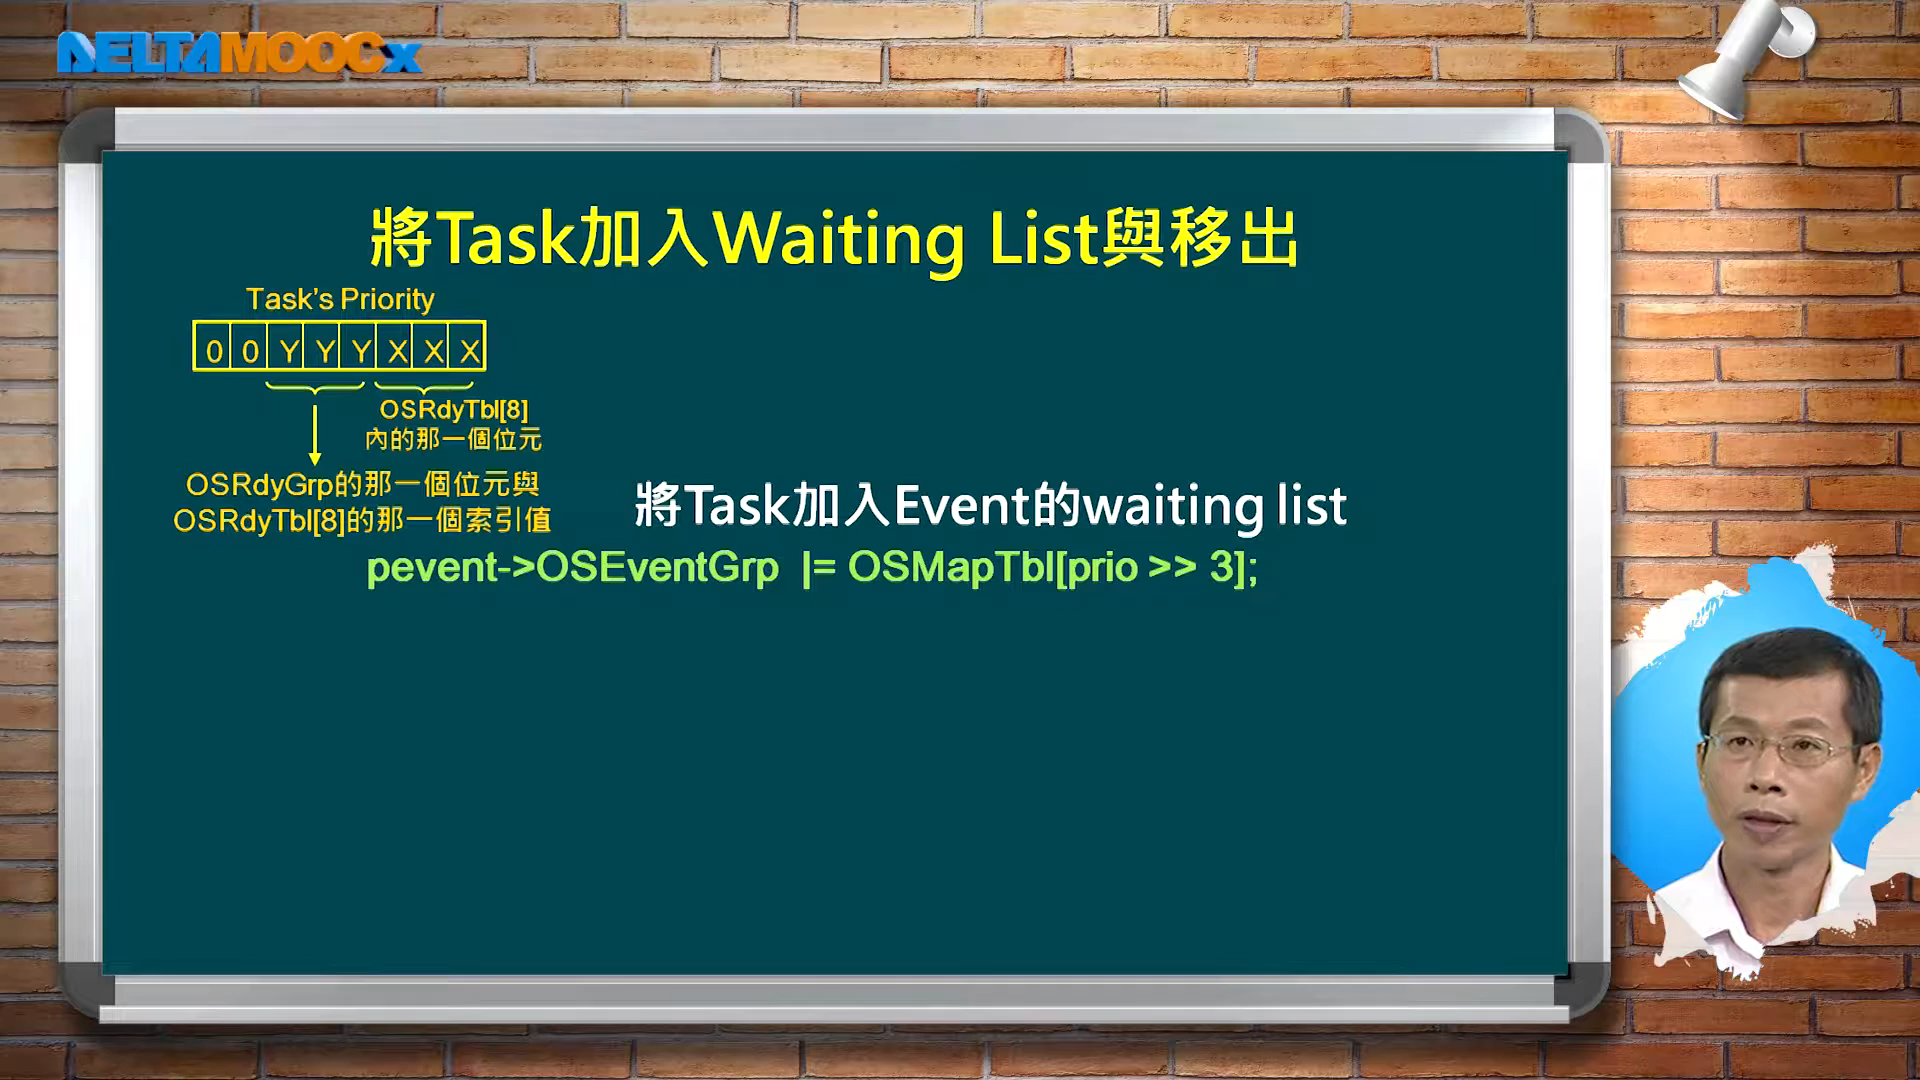 DELTAMOOCx
將Task加入Waiting List與移出
Task’s Priority
0 0 Y Y Y X X X
OSRdyTbl[8]
內的那一個位元
OSRdyGrp的那一個位元與
OSRdyTbl[8]的那一個索引值
將Task加入Event的waiting list
pevent->OSEventGrp |= OSMapTbl[prio >> 3];